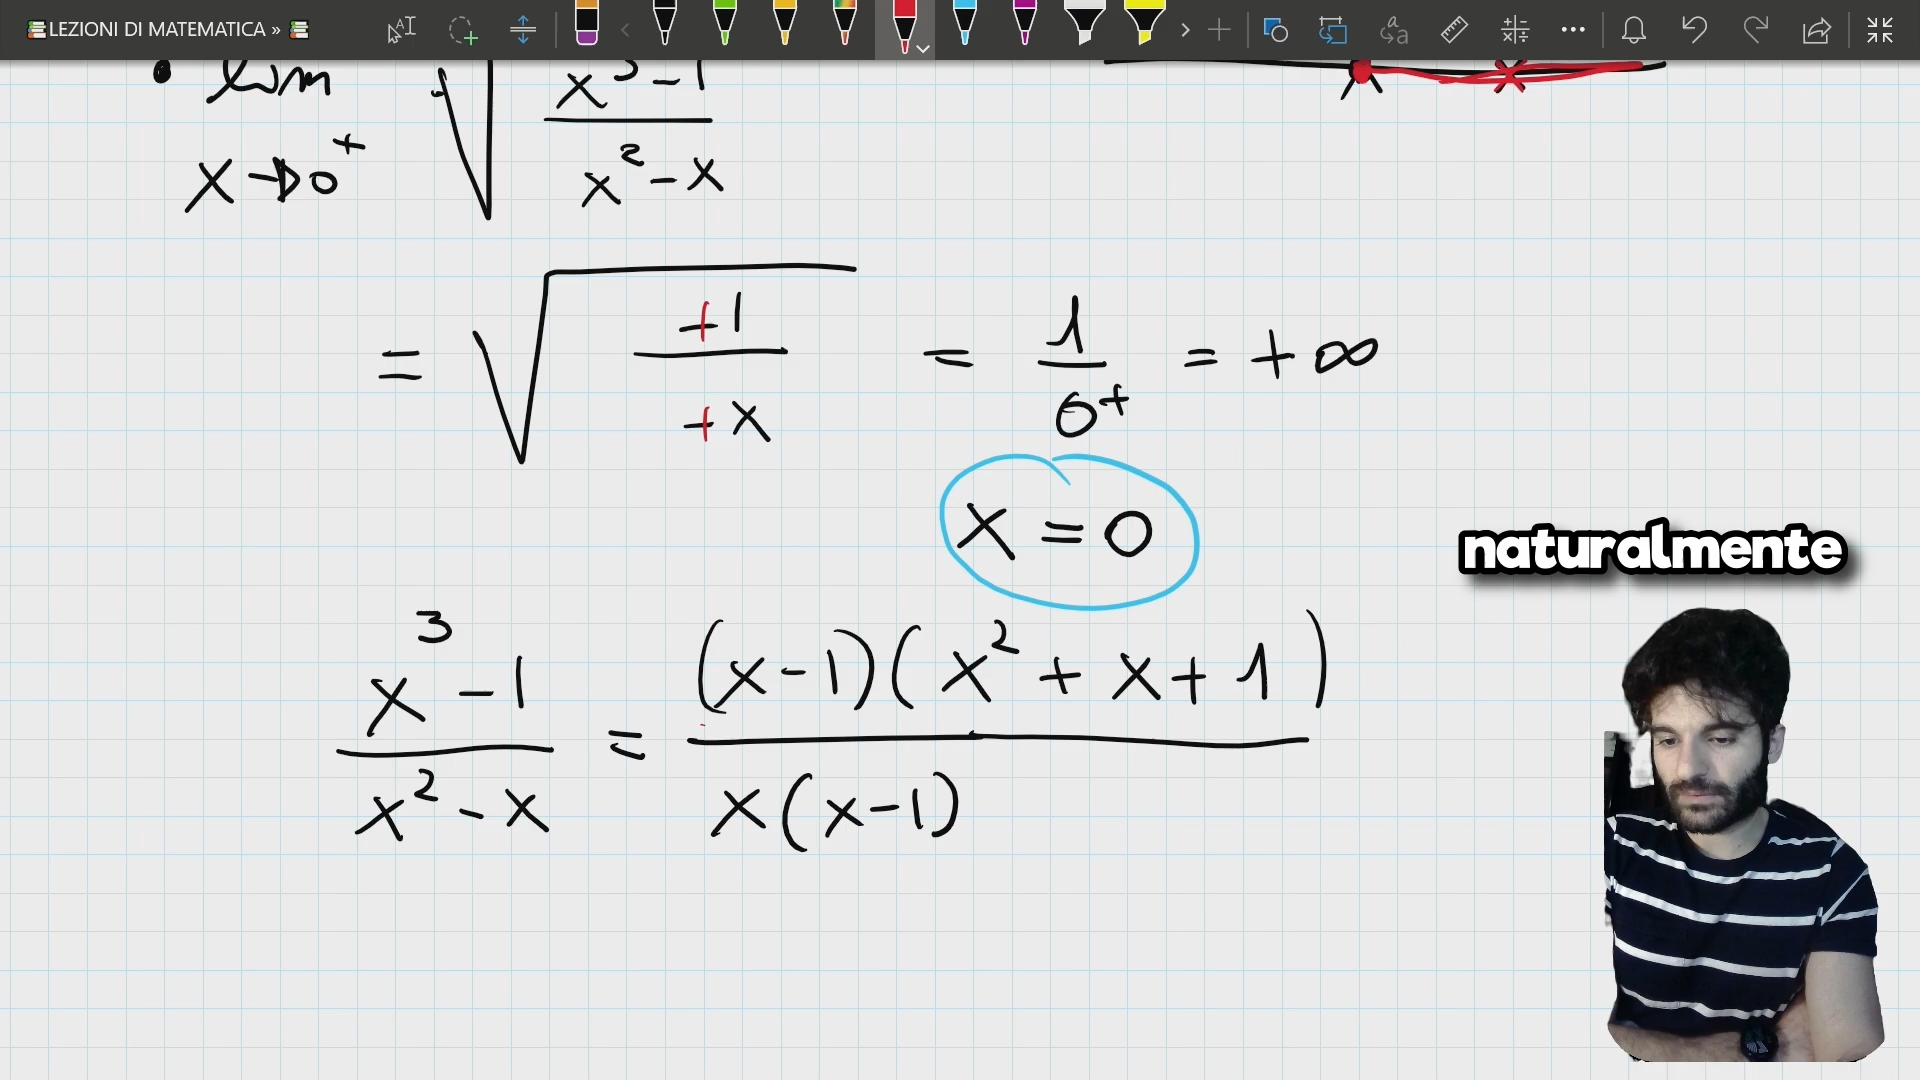 LEZIONI DI MATEMATICA »
• lim x→0⁺ √((x³ - 1)/(x² - x))
= √((+1)/(+x)) = 1/0⁺ = +∞
x = 0
naturalmente
(x³ - 1)/(x² - x) = ((x-1)(x² + x + 1))/(x(x-1))